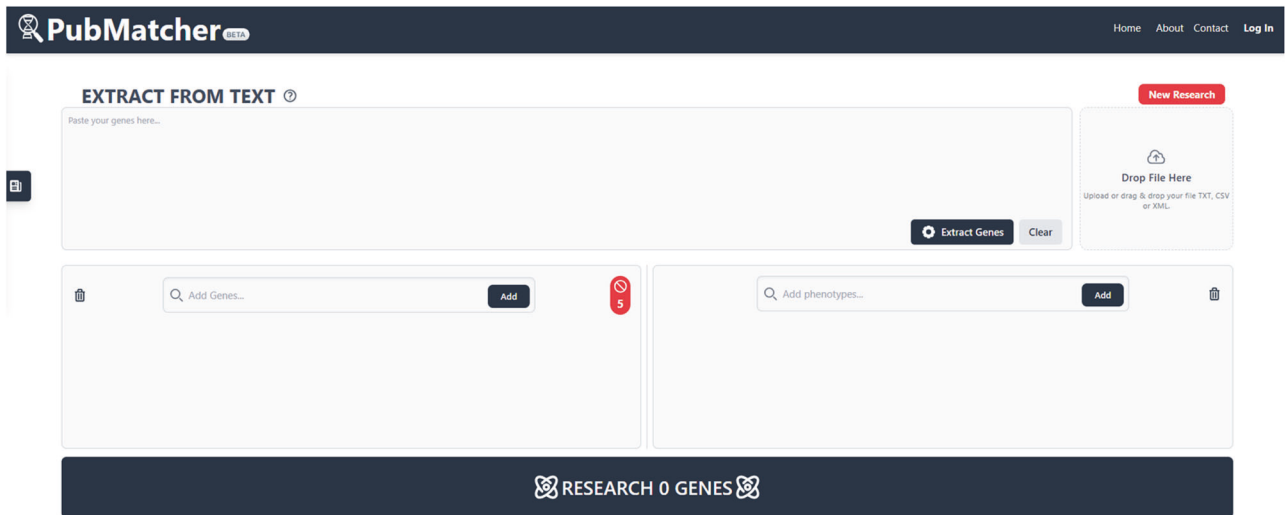 PubMatcher BETA
Home About Contact Log In
EXTRACT FROM TEXT ?
New Research
Paste your genes here...
Drop File Here
Upload or drag & drop your file TXT, CSV
or XML.
Extract Genes Clear
Add Genes... Add
5
Add phenotypes... Add
RESEARCH 0 GENES